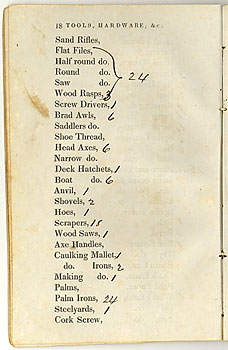 18 TOOLS, HARDWARE, &c.
Sand Rifles,
Flat Files,
Half round do.
Round do. 24
Saw do.
Wood Rasps, 3
Screw Drivers, 1
Brad Awls, 6
Saddlers do.
Shoe Thread,
Head Axes, 6
Narrow do.
Deck Hatchets, 1
Boat do. 6
Anvil, 1
Shovels, 2
Hoes, 1
Scrapers, 18
Wood Saws, 1
Axe Handles,
Caulking Mallet, 1
do. Irons, 2
Making do. 1
Palms,
Palm Irons, 24
Steelyards, 1
Cork Screw,